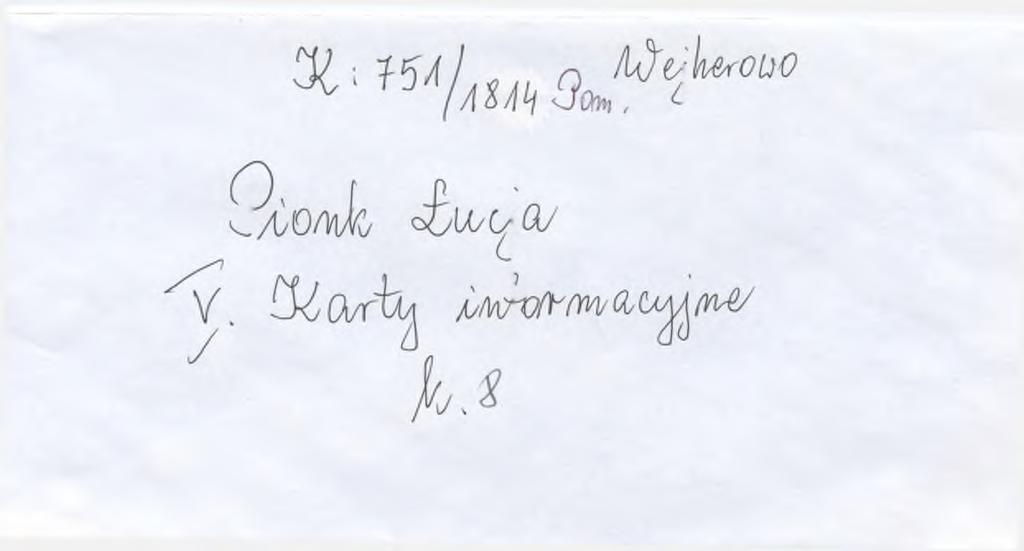 K: 751/1814 Pom. Wejherowo
Pionk Łucja
V. Karty informacyjne
k. 8